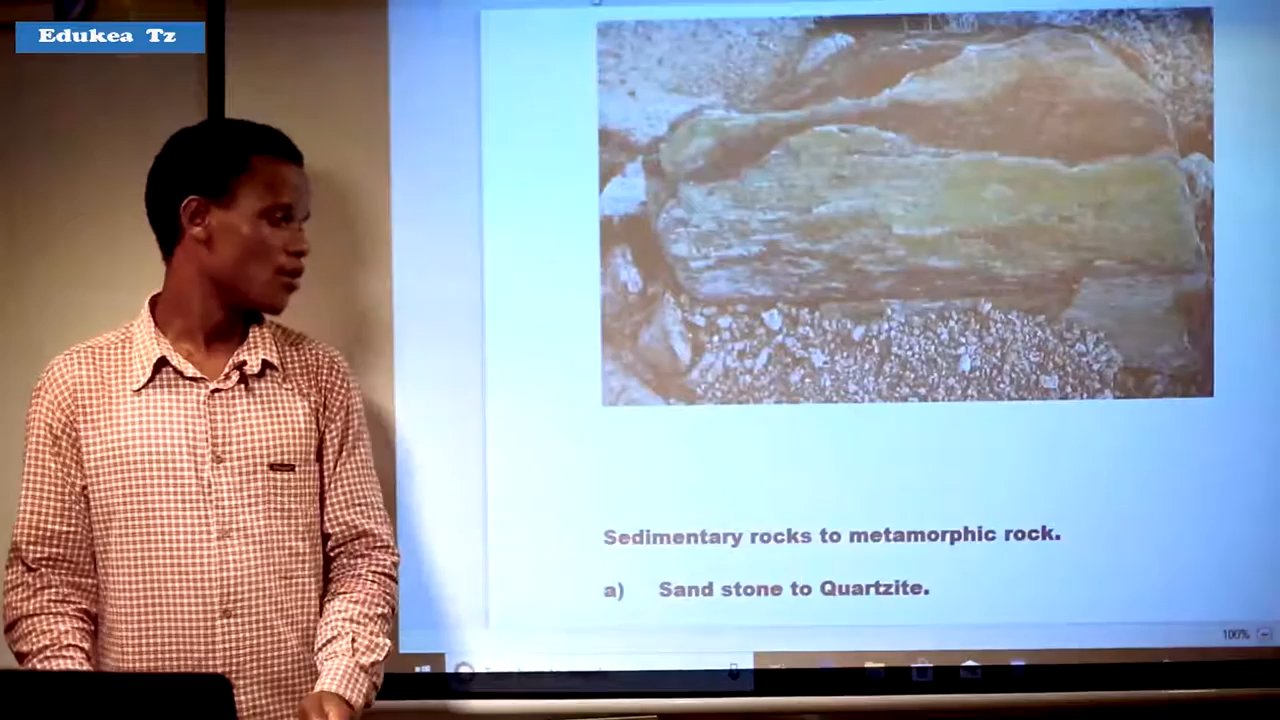 Edukea Tz
Sedimentary rocks to metamorphic rock.
a) Sand stone to Quartzite.
100%